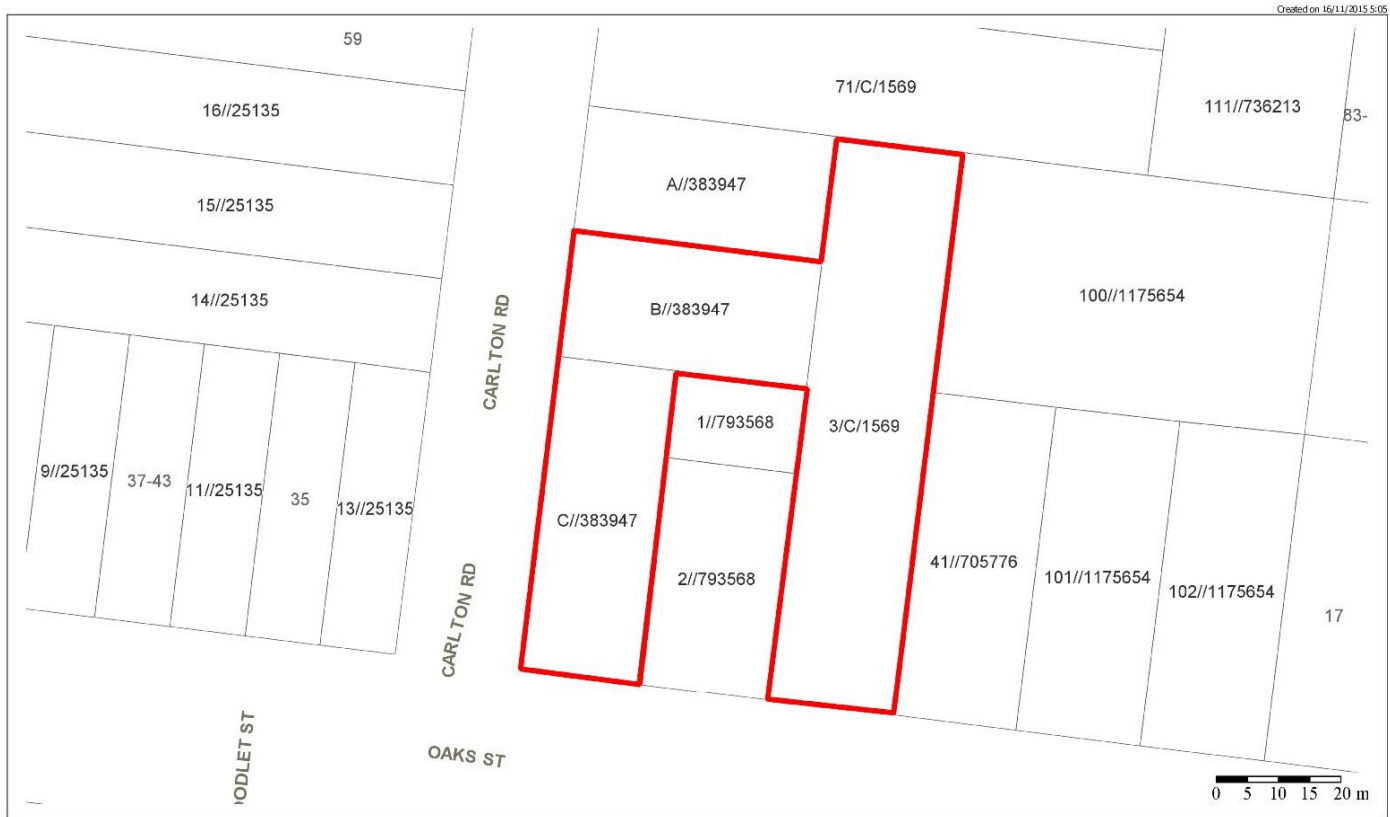 Created on 16/11/2015 5:05
59
71/C/1569
16//25135
111//736213
83-
A//383947
15//25135
14//25135
100//1175654
B//383947
CARLTON RD
1//793568
3/C/1569
9//25135
37-43
11//25135
35
13//25135
C//383947
41//705776
2//793568
101//1175654
102//1175654
17
CARLTON RD
OODLET ST
OAKS ST
0 5 10 15 20 m